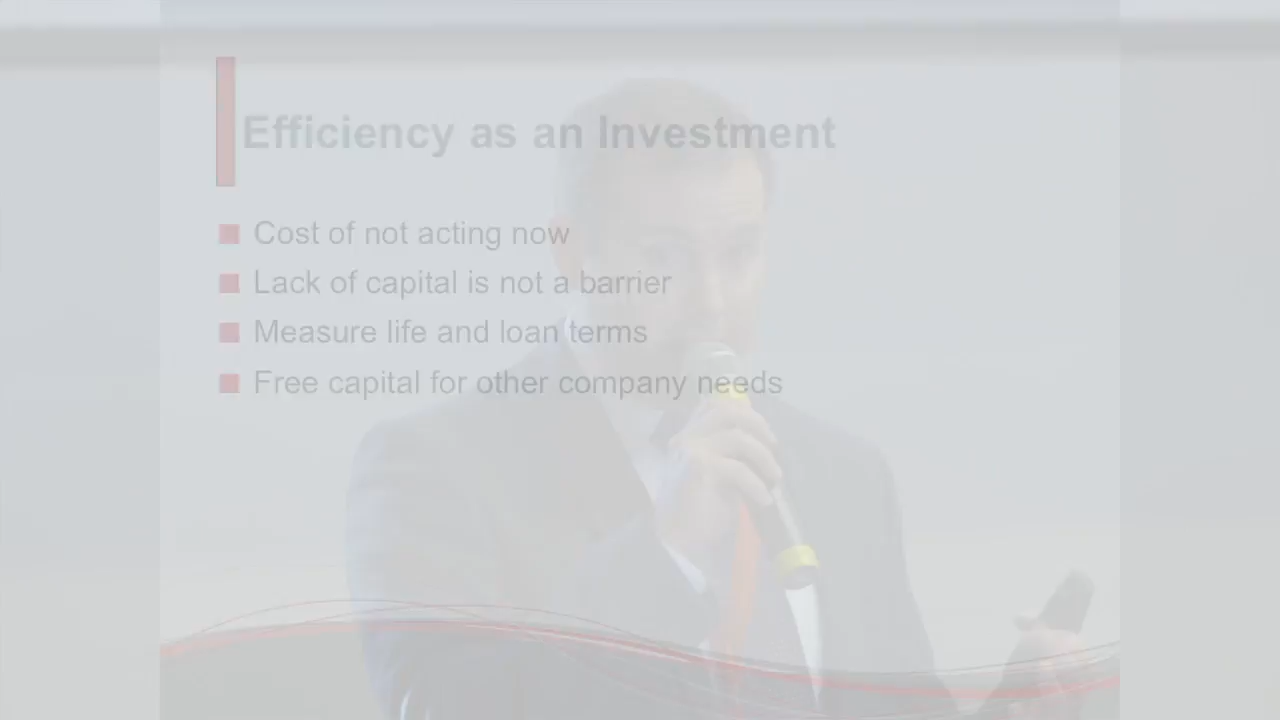 Efficiency as an Investment
Cost of not acting now
Lack of capital is not a barrier
Measure life and loan terms
Free capital for other company needs